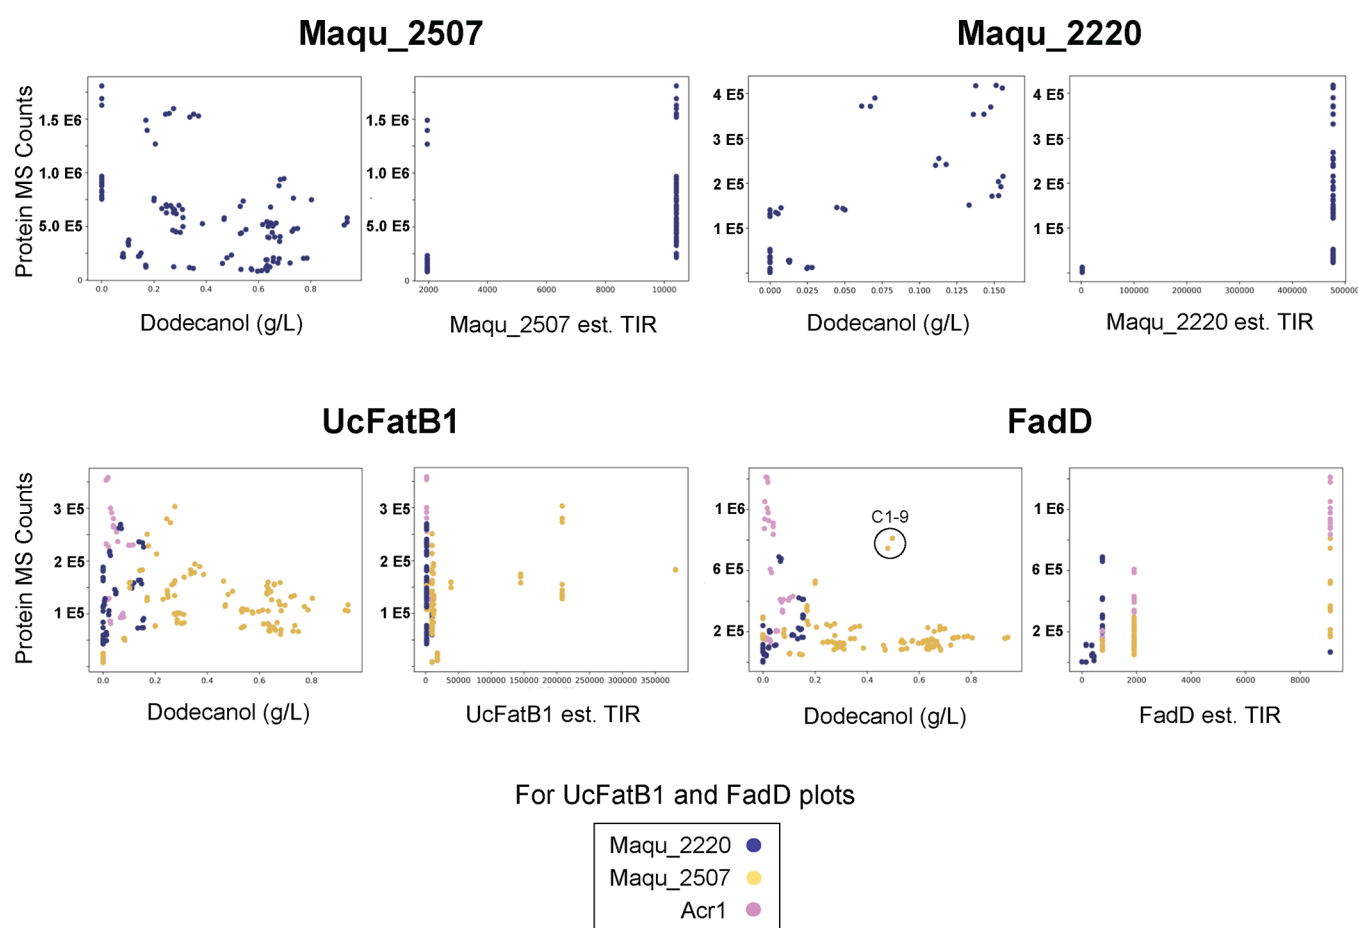 Maqu_2507
Maqu_2220
Protein MS Counts
1.5 E6
1.0 E6
5.0 E5
0
0.0 0.2 0.4 0.6 0.8
Dodecanol (g/L)
1.5 E6
1.0 E6
5.0 E5
0
2000 4000 6000 8000 10000
Maqu_2507 est. TIR
4 E5
3 E5
2 E5
1 E5
0.000 0.025 0.050 0.075 0.100 0.125 0.150
Dodecanol (g/L)
4 E5
3 E5
2 E5
1 E5
0 100000 200000 300000 400000 500000
Maqu_2220 est. TIR
UcFatB1
FadD
Protein MS Counts
3 E5
2 E5
1 E5
0.0 0.2 0.4 0.6 0.8
Dodecanol (g/L)
3 E5
2 E5
1 E5
0 50000 100000 150000 200000 250000 300000 350000
UcFatB1 est. TIR
1 E6
6 E5
2 E5
C1-9
0.0 0.2 0.4 0.6 0.8
Dodecanol (g/L)
1 E6
6 E5
2 E5
0 2000 4000 6000 8000
FadD est. TIR
For UcFatB1 and FadD plots
Maqu_2220
Maqu_2507
Acr1